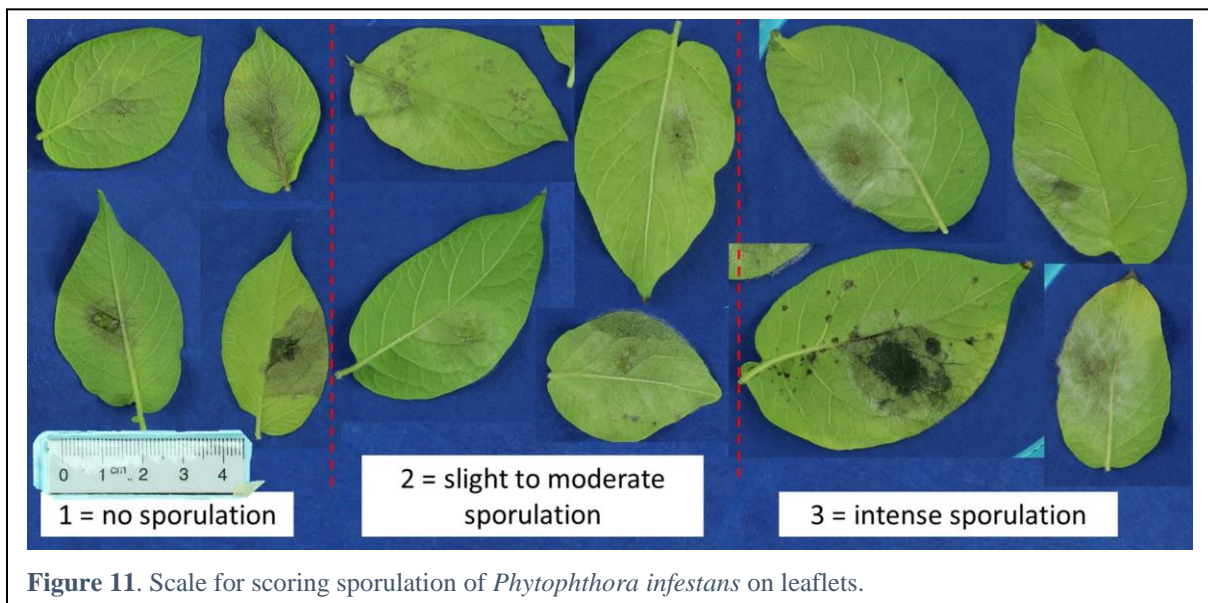 0 1 cm 2 3 4
1 = no sporulation
2 = slight to moderate
sporulation
3 = intense sporulation
Figure 11. Scale for scoring sporulation of Phytophthora infestans on leaflets.